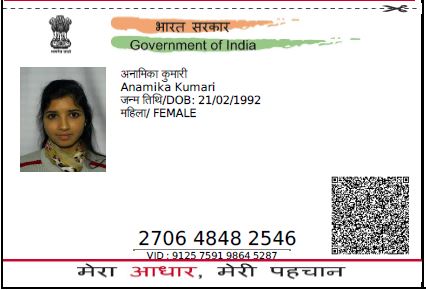 भारत सरकार
Government of India
अनामिका कुमारी
Anamika Kumari
जन्म तिथि/DOB: 21/02/1992
महिला/ FEMALE
2706 4848 2546
VID : 9125 7591 9864 5287
मेरा आधार, मेरी पहचान